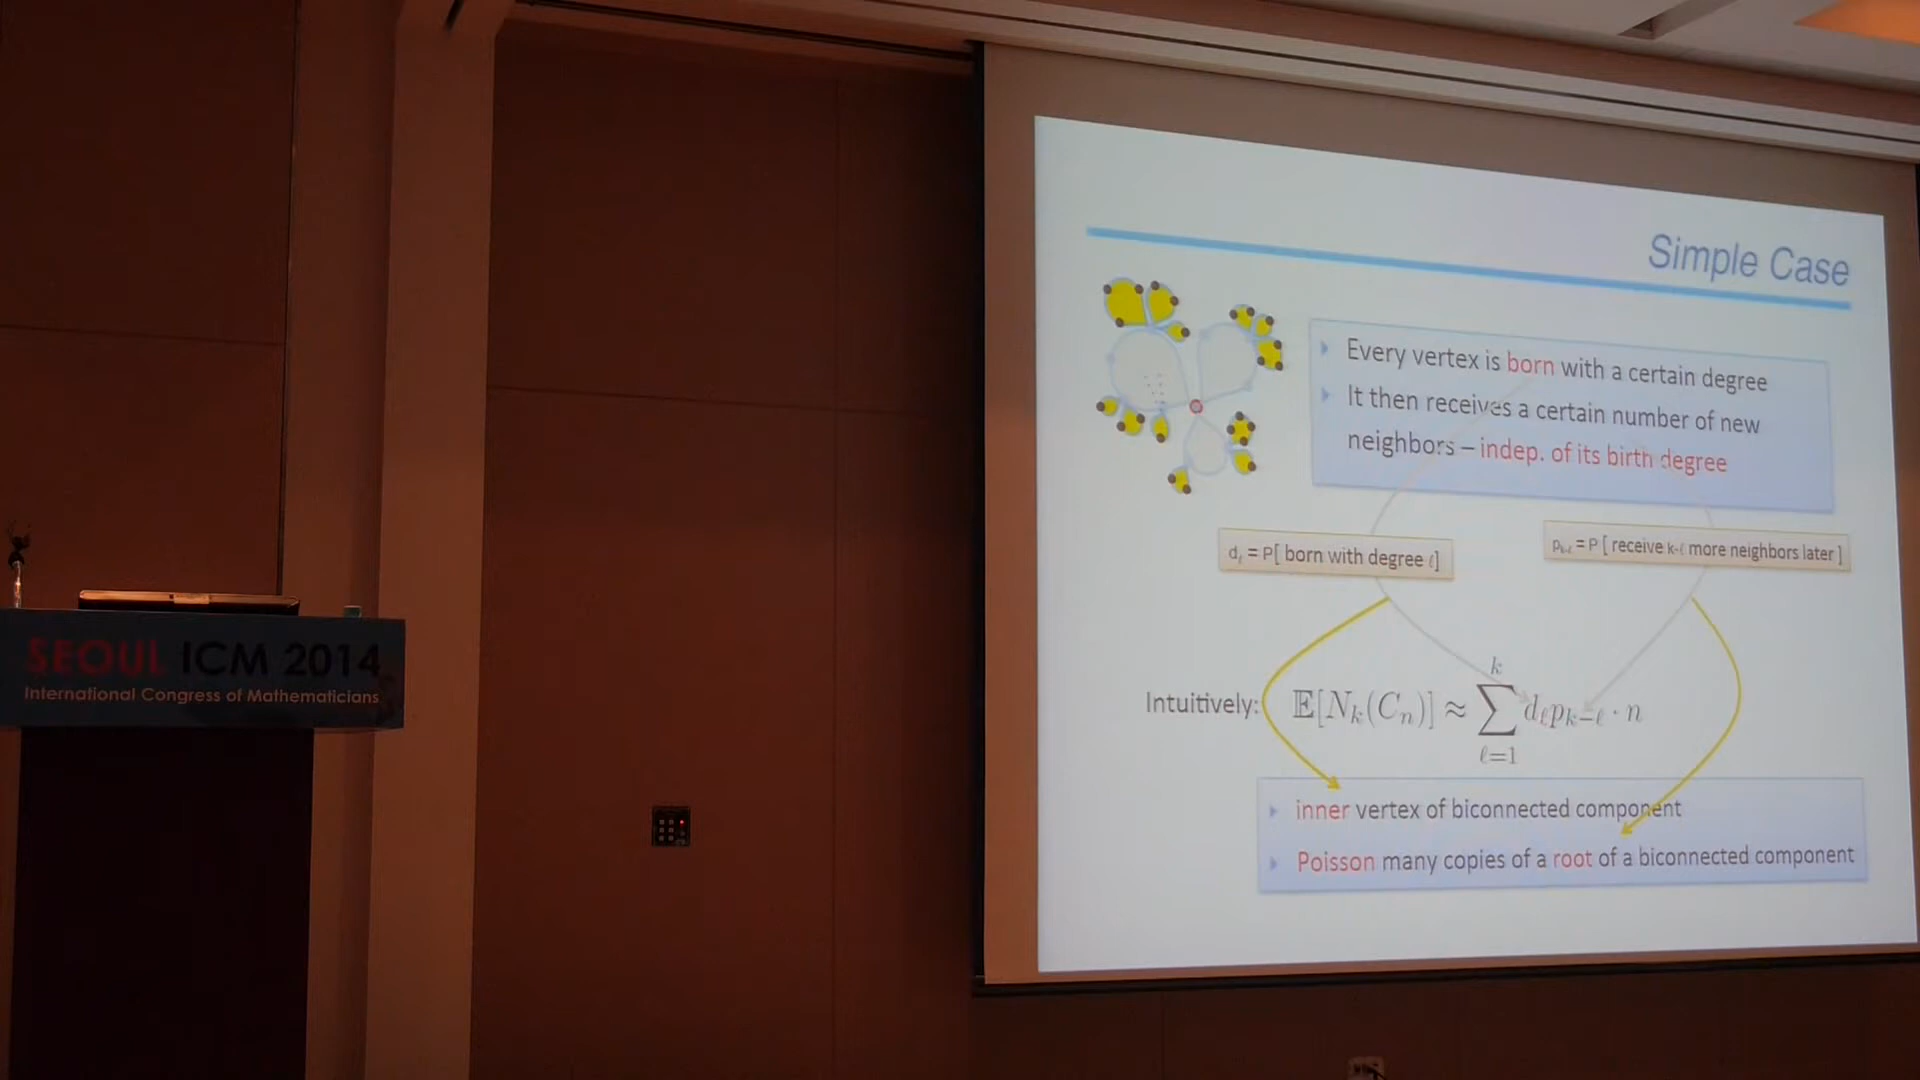 Simple Case
Every vertex is born with a certain degree
It then receives a certain number of new
neighbors – indep. of its birth degree
d_ℓ = P[ born with degree ℓ]
p_{k-ℓ} = P [ receive k-ℓ more neighbors later ]
Intuitively: 𝔼[N_k(C_n)] ≈ ∑_{ℓ=1}^{k} d_ℓ p_{k-ℓ} · n
inner vertex of biconnected component
Poisson many copies of a root of a biconnected component
SEOUL ICM 2014
International Congress of Mathematicians